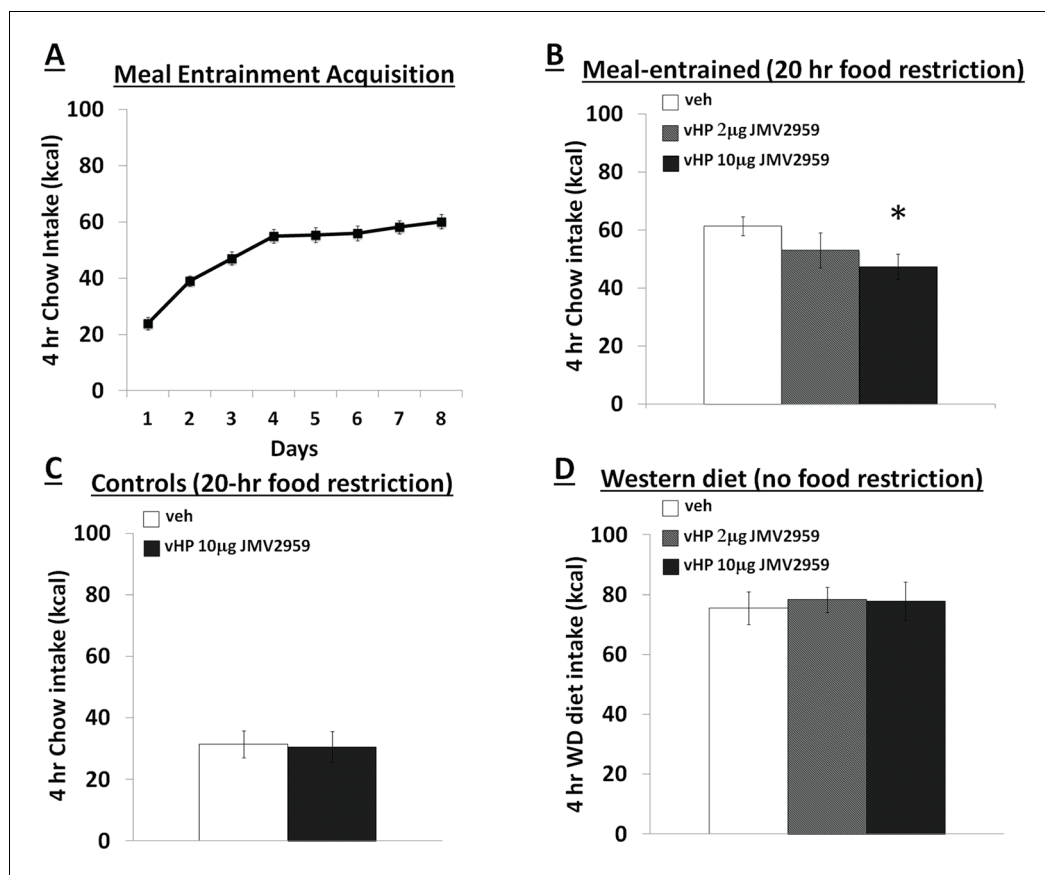 A
Meal Entrainment Acquisition
100
80
60
40
20
0
4 hr Chow Intake (kcal)
1 2 3 4 5 6 7 8
Days
B
Meal-entrained (20 hr food restriction)
veh
vHP 2μg JMV2959
vHP 10μg JMV2959
100
80
60
40
20
0
4 hr Chow intake (kcal)
*
C
Controls (20-hr food restriction)
veh
vHP 10μg JMV2959
100
80
60
40
20
0
4 hr Chow intake (kcal)
D
Western diet (no food restriction)
veh
vHP 2μg JMV2959
vHP 10μg JMV2959
100
80
60
40
20
0
4 hr WD diet intake (kcal)